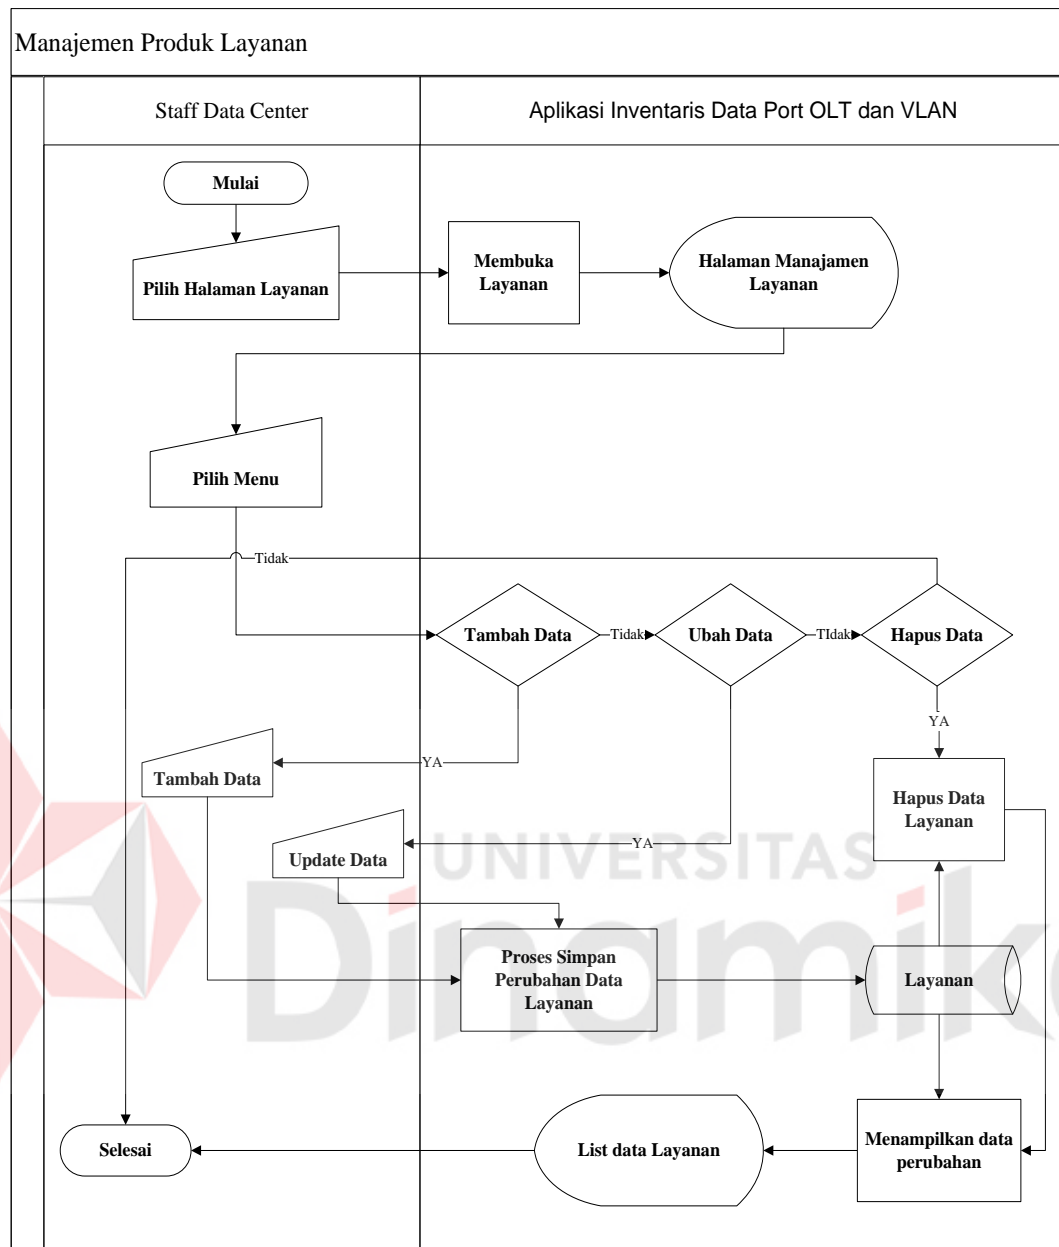 Manajemen Produk Layanan
Staff Data Center
Aplikasi Inventaris Data Port OLT dan VLAN
Mulai
Pilih Halaman Layanan
Membuka
Layanan
Halaman Manajamen
Layanan
Pilih Menu
Tidak
Tambah Data
Tidak
Ubah Data
TIdak
Hapus Data
YA
YA
Tambah Data
Hapus Data
Layanan
YA
Update Data
UNIVERSITAS
Dinamika
Proses Simpan
Perubahan Data
Layanan
Layanan
Selesai
List data Layanan
Menampilkan data
perubahan